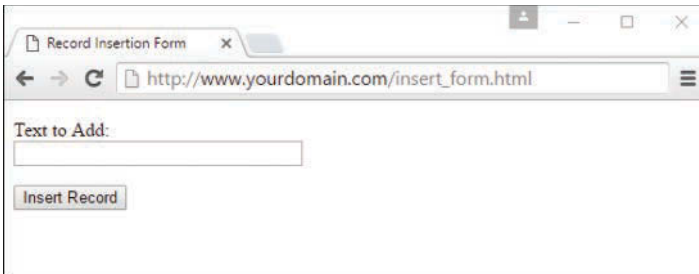 Record Insertion Form
http://www.yourdomain.com/insert_form.html
Text to Add:
Insert Record